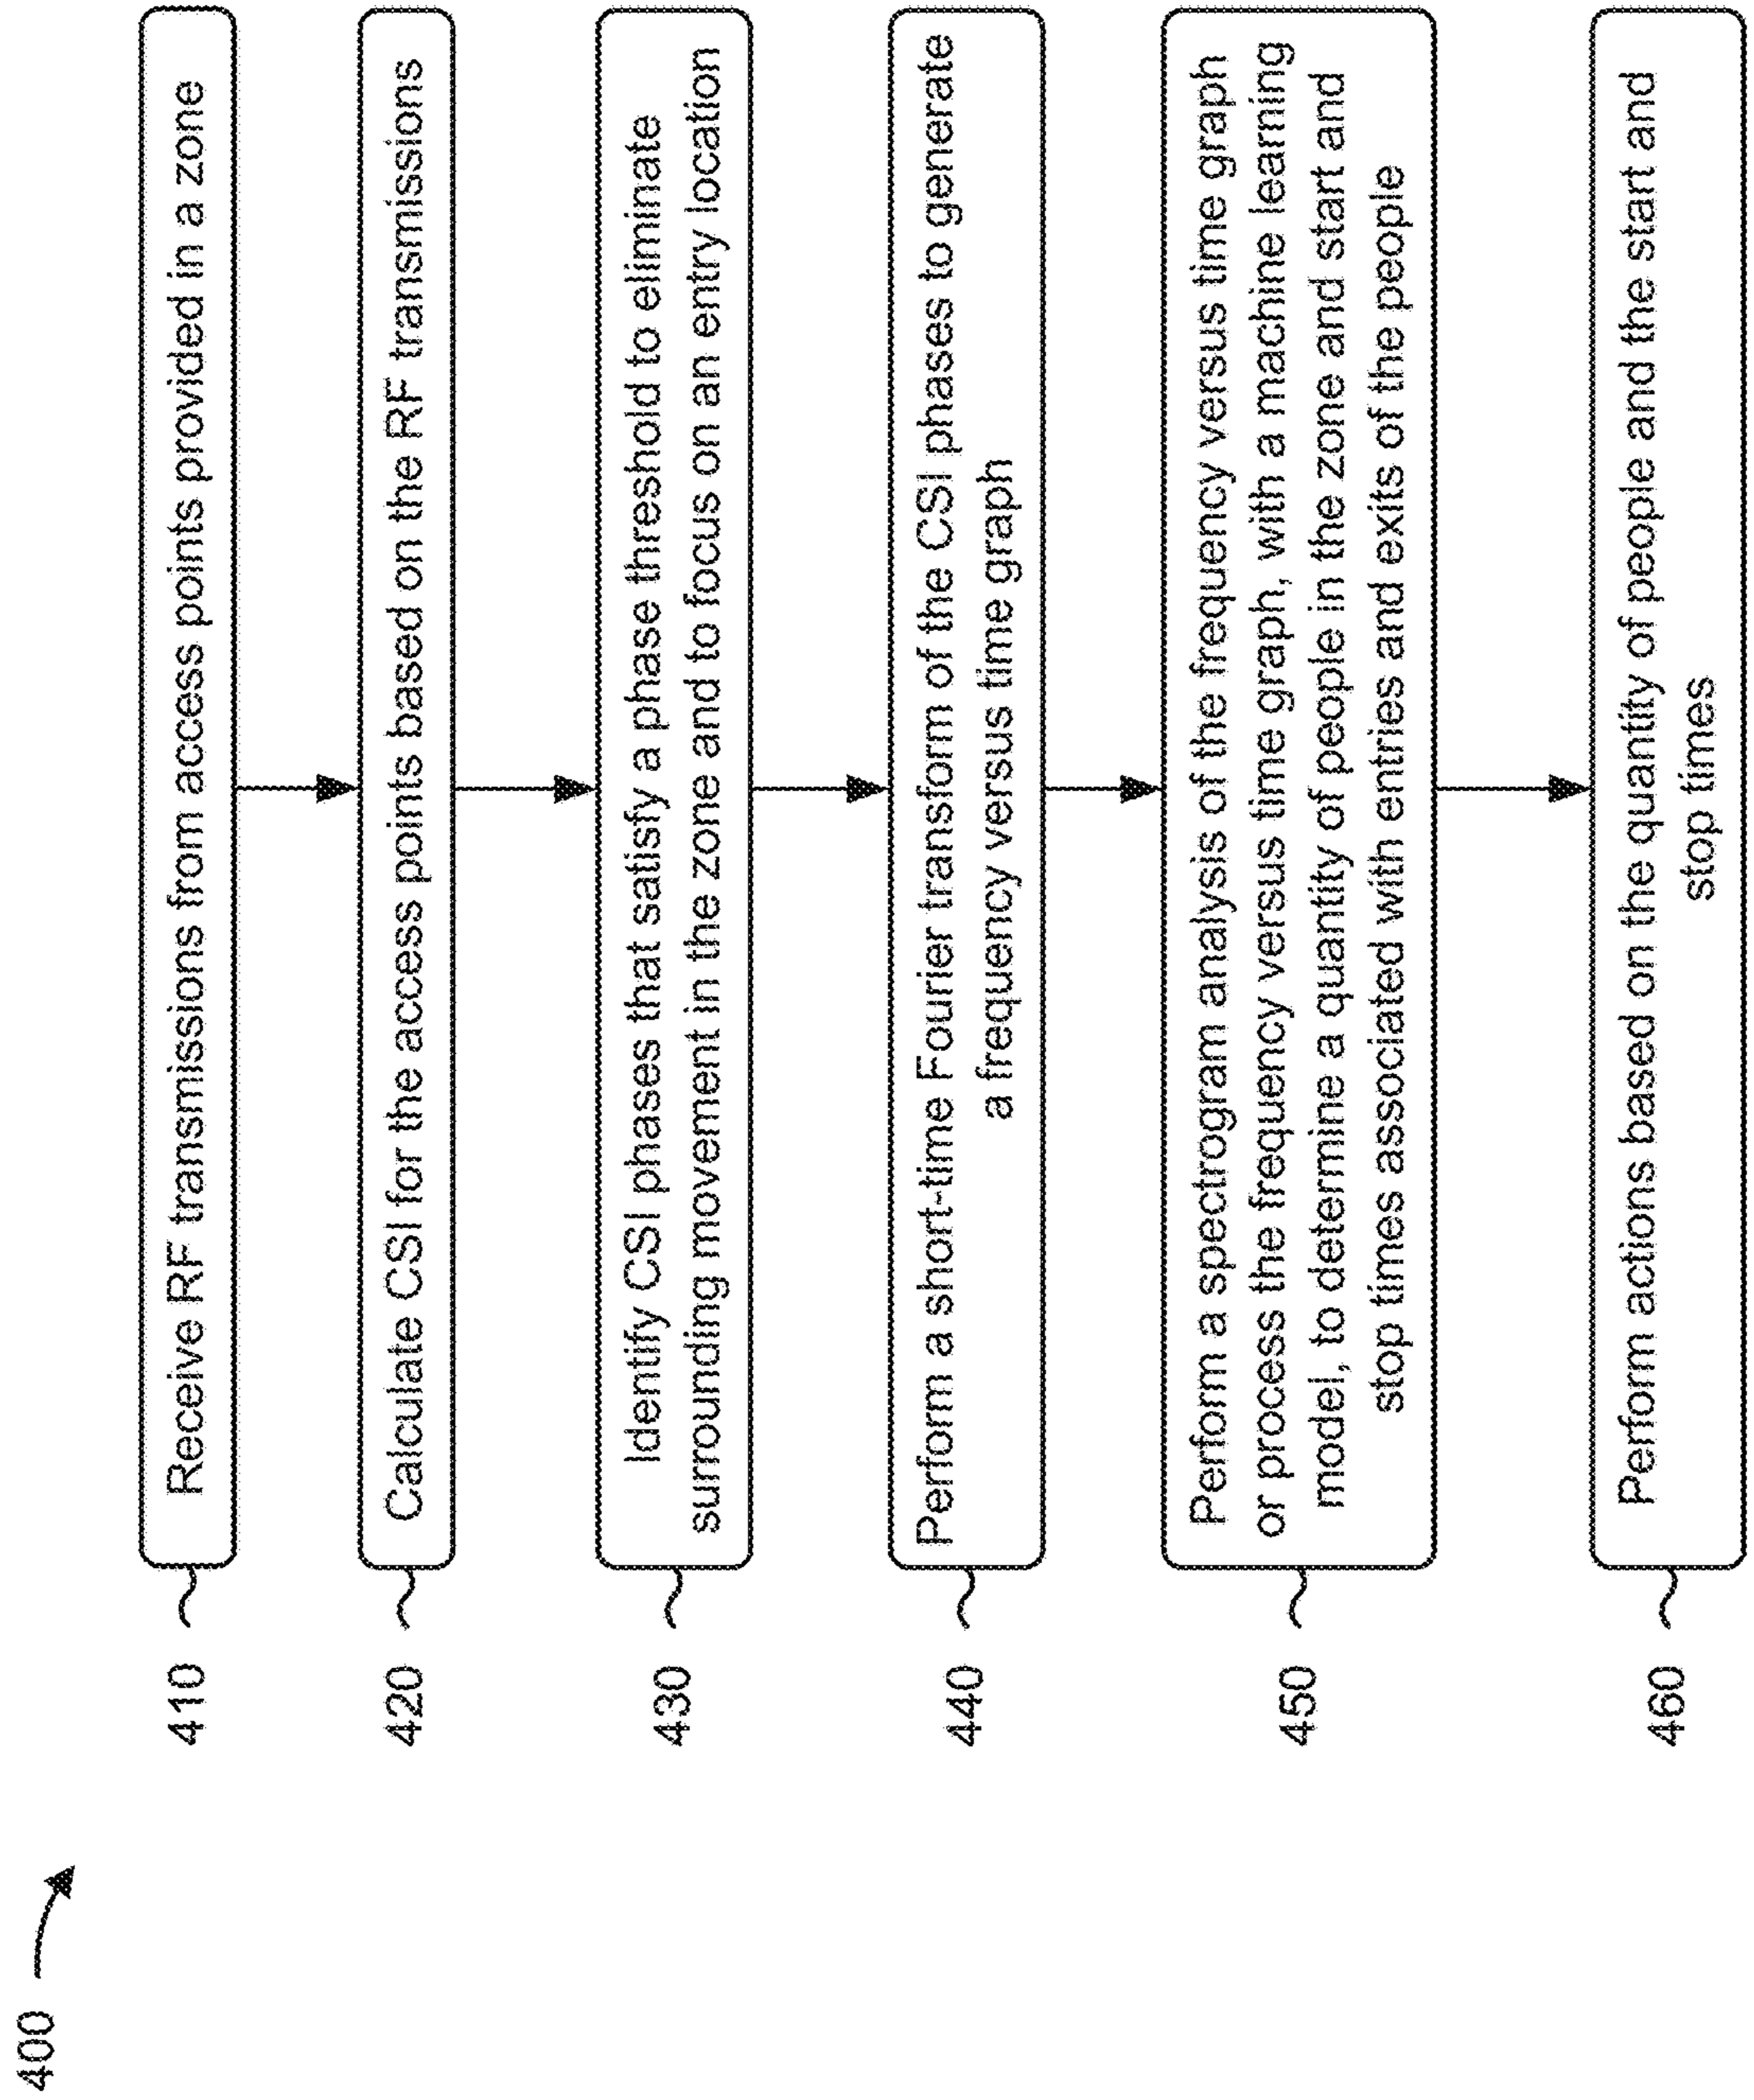 400
410
Receive RF transmissions from access points provided in a zone
420
Calculate CSI for the access points based on the RF transmissions
430
Identify CSI phases that satisfy a phase threshold to eliminate
surrounding movement in the zone and to focus on an entry location
440
Perform a short-time Fourier transform of the CSI phases to generate
a frequency versus time graph
450
Perform a spectrogram analysis of the frequency versus time graph
or process the frequency versus time graph, with a machine learning
model, to determine a quantity of people in the zone and start and
stop times associated with entries and exits of the people
460
Perform actions based on the quantity of people and the start and
stop times